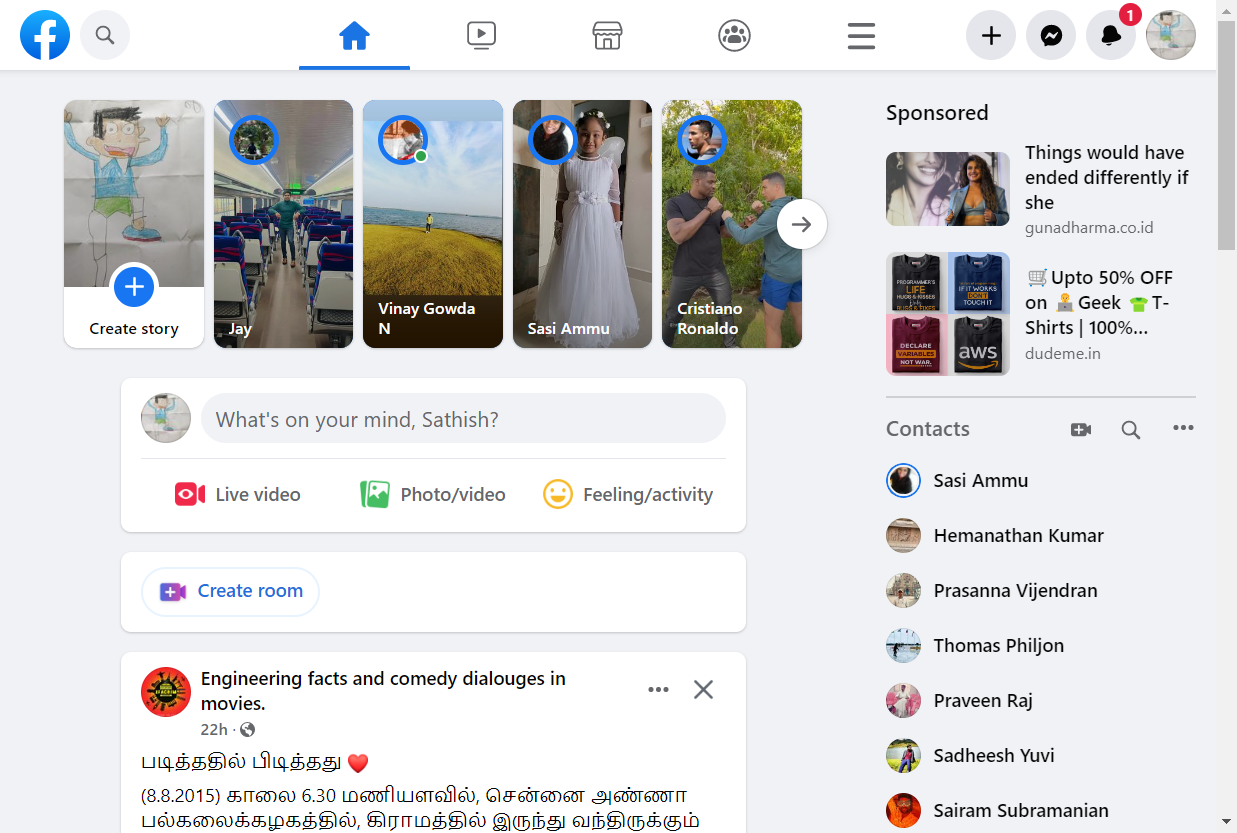 1
Create story
Jay
Vinay Gowda
N
Sasi Ammu
Cristiano
Ronaldo
What's on your mind, Sathish?
Live video
Photo/video
Feeling/activity
Create room
Engineering facts and comedy dialouges in
movies.
22h ·
படித்ததில் பிடித்தது ❤️
(8.8.2015) காலை 6.30 மணியளவில், சென்னை அண்ணா
பல்கலைக்கழகத்தில், கிராமத்தில் இருந்து வந்திருக்கும்
Sponsored
Things would have
ended differently if
she
gunadharma.co.id
PROGRAMMER'S
LIFE
HUGS & KISSES
BUGS & FIXES
IF IT WORKS
DON'T
TOUCH IT
DECLARE
VARIABLES
NOT WAR.
aws
🛒Upto 50% OFF
on 🧑‍💻Geek 👕T-
Shirts | 100%...
dudeme.in
Contacts
Sasi Ammu
Hemanathan Kumar
Prasanna Vijendran
Thomas Philjon
Praveen Raj
Sadheesh Yuvi
Sairam Subramanian